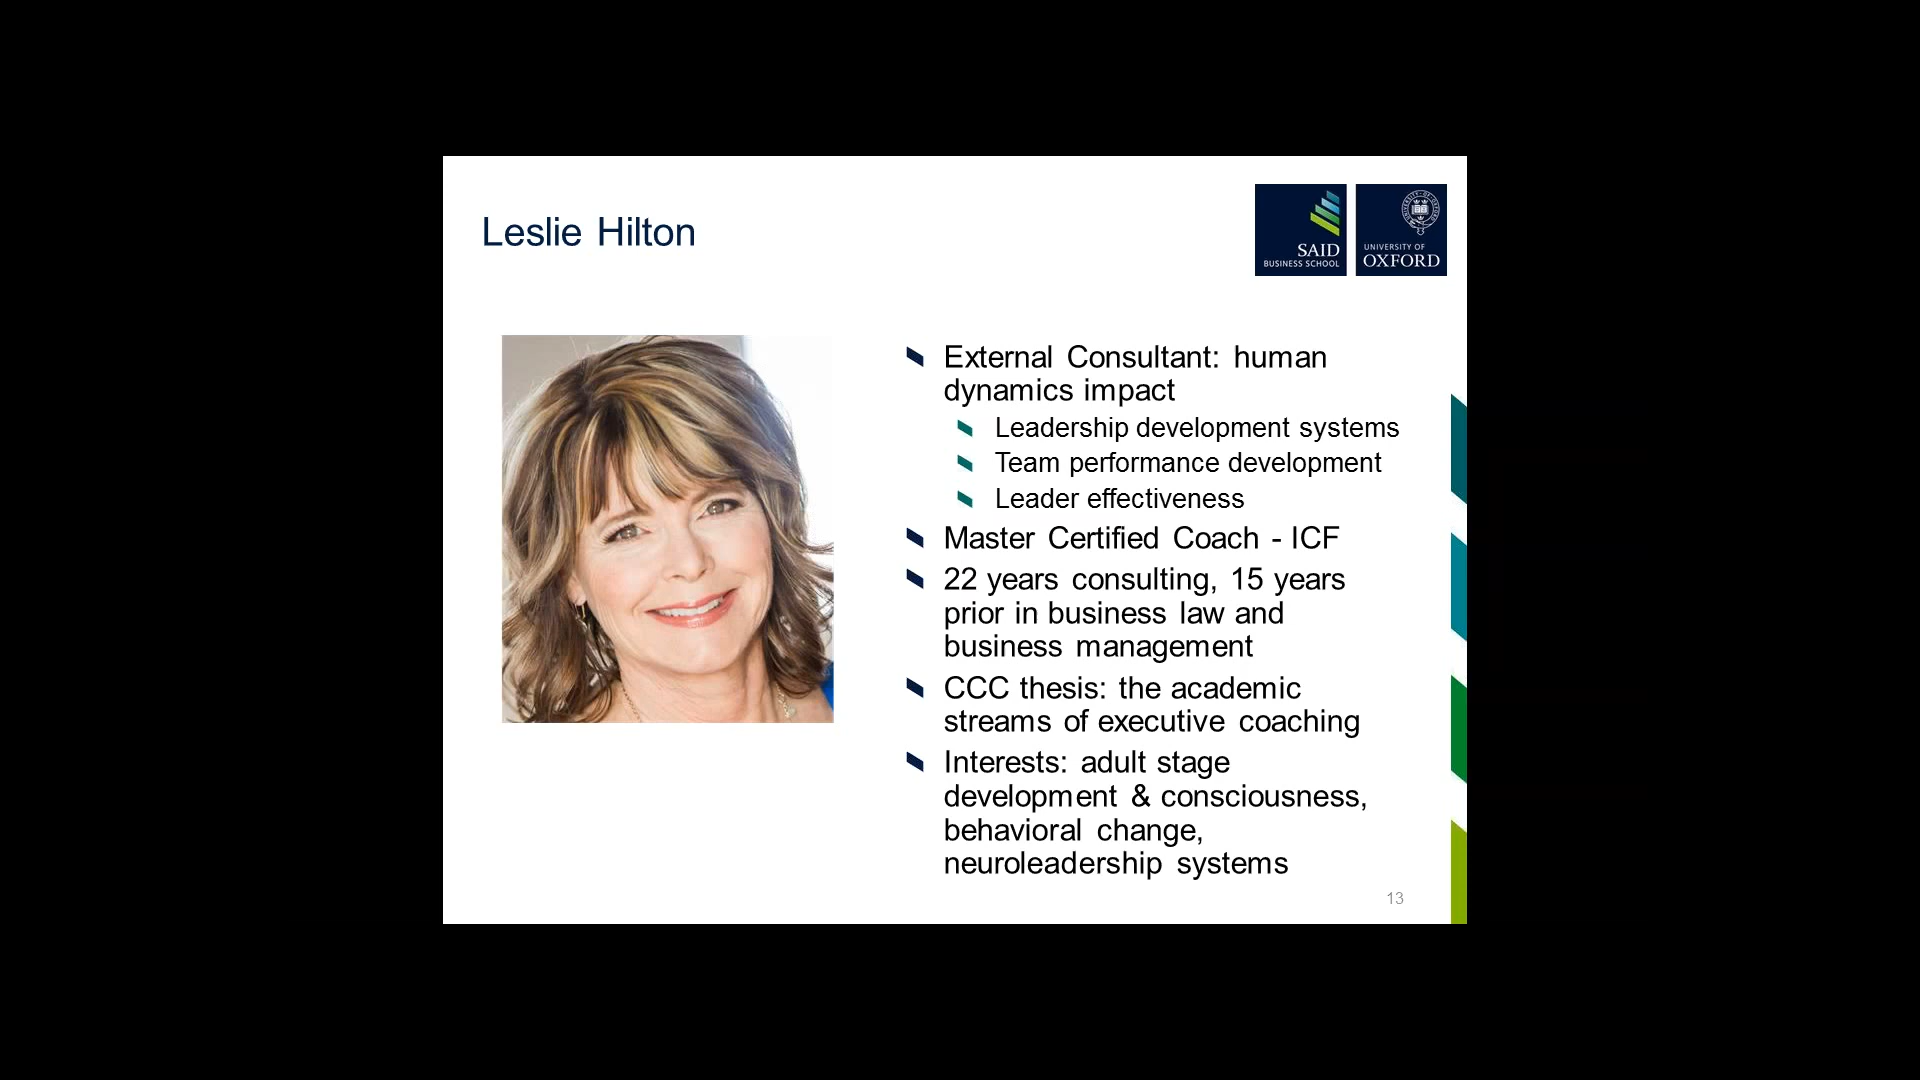 Leslie Hilton
SAID
BUSINESS SCHOOL
UNIVERSITY OF
OXFORD
External Consultant: human
dynamics impact
Leadership development systems
Team performance development
Leader effectiveness
Master Certified Coach - ICF
22 years consulting, 15 years
prior in business law and
business management
CCC thesis: the academic
streams of executive coaching
Interests: adult stage
development & consciousness,
behavioral change,
neuroleadership systems
13